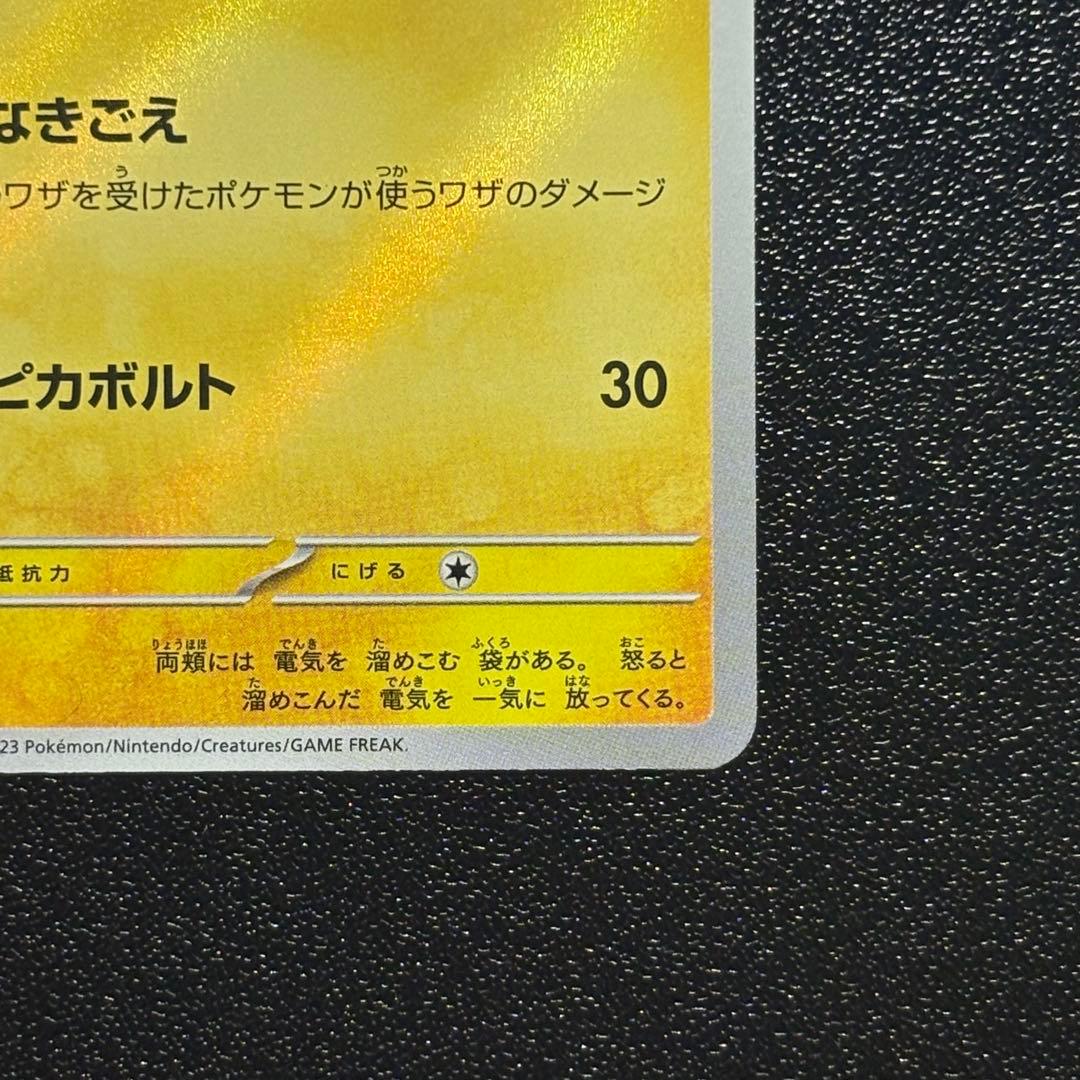 なきごえ
ワザを受けたポケモンが使うワザのダメージ
ピカボルト 30
抵抗力 にげる
両頬には 電気を 溜めこむ 袋がある。 怒ると
溜めこんだ 電気を 一気に 放ってくる。
23 Pokémon/Nintendo/Creatures/GAME FREAK.